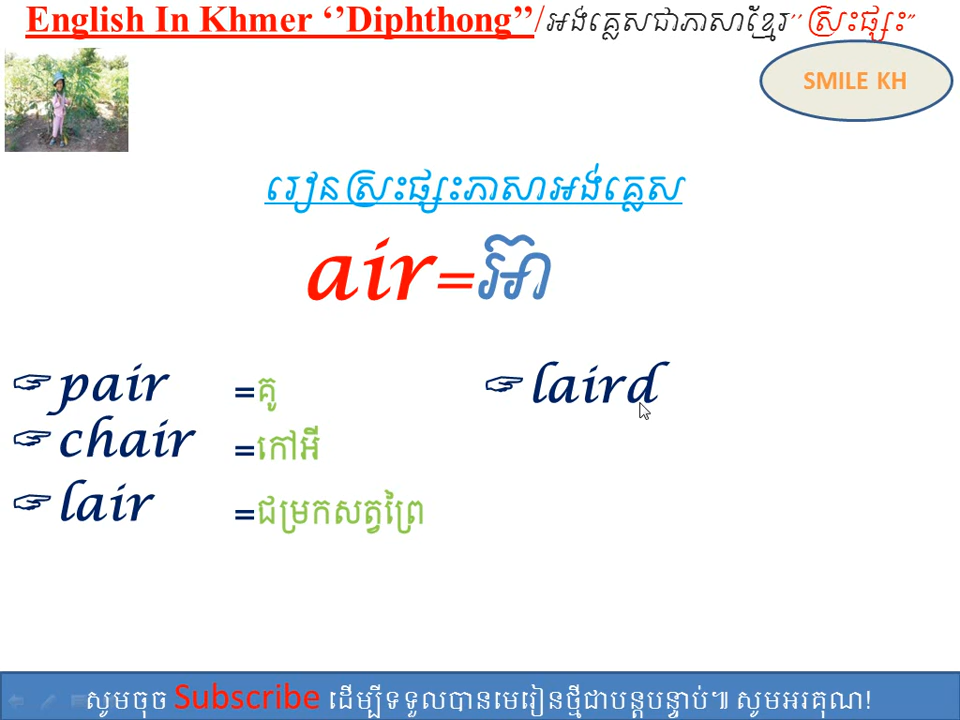 English In Khmer ‘’Diphthong’’/អង់គ្លេសជាភាសាខ្មែរ’’ស្រះផ្សះ”
SMILE KH
រៀនស្រះផ្សះភាសាអង់គ្លេស
air=អ៊ា
☞pair =គូ
☞chair =កៅអី
☞lair =ជម្រកសត្វព្រៃ
☞laird
សូមចុច Subscribe ដើម្បីទទួលបានមេរៀនថ្មីជាបន្តបន្ទាប់៕ សូមអរគុណ!